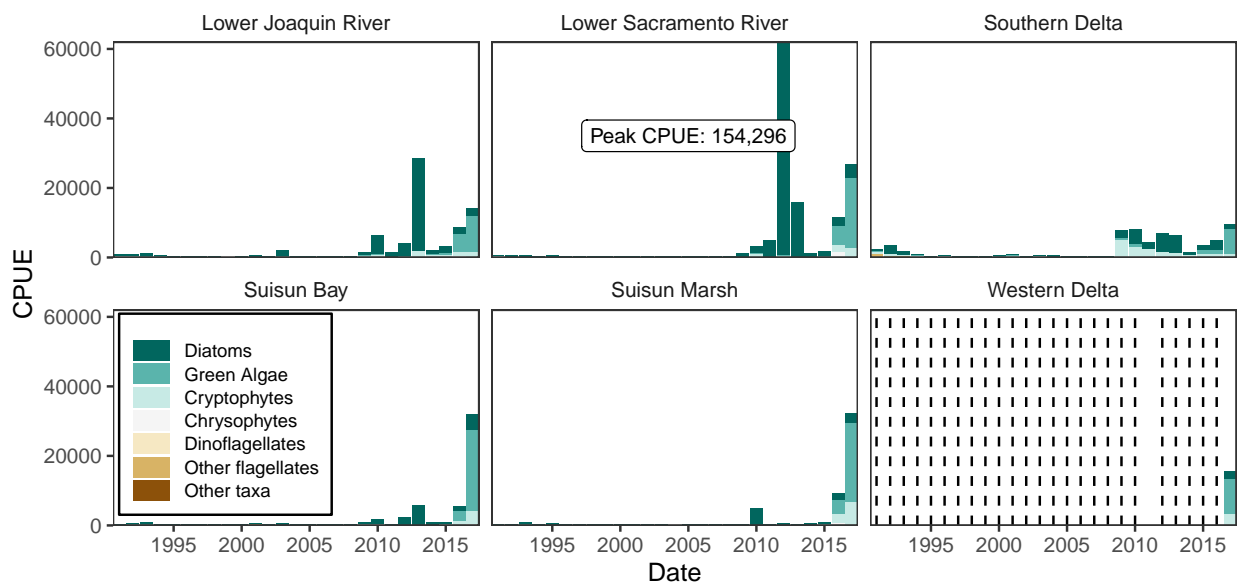 Lower Joaquin River
Lower Sacramento River
Southern Delta
60000
40000
20000
0
Peak CPUE: 154,296
CPUE
Suisun Bay
Suisun Marsh
Western Delta
60000
40000
20000
0
Diatoms
Green Algae
Cryptophytes
Chrysophytes
Dinoflagellates
Other flagellates
Other taxa
1995 2000 2005 2010 2015
1995 2000 2005 2010 2015
1995 2000 2005 2010 2015
Date